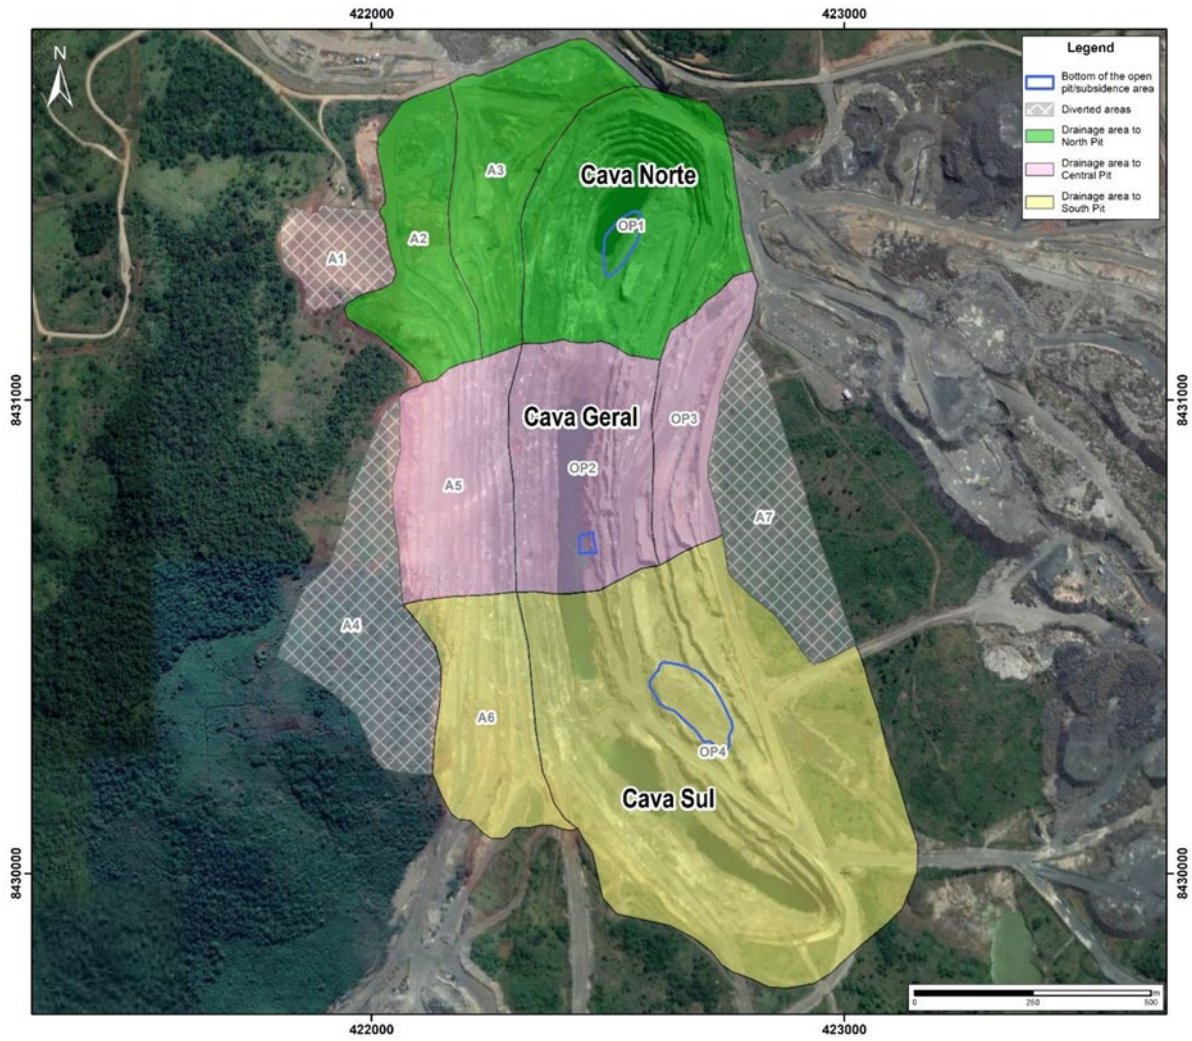 422000
423000
N
Legend
Bottom of the open
pit/subsidence area
Diverted areas
Drainage area to
North Pit
Drainage area to
Central Pit
Drainage area to
South Pit
A3
Cava Norte
OP1
A2
A1
8431000
8431000
Cava Geral
OP3
OP2
A5
A7
A4
A6
OP4
Cava Sul
8430000
8430000
m
0
250
500
422000
423000